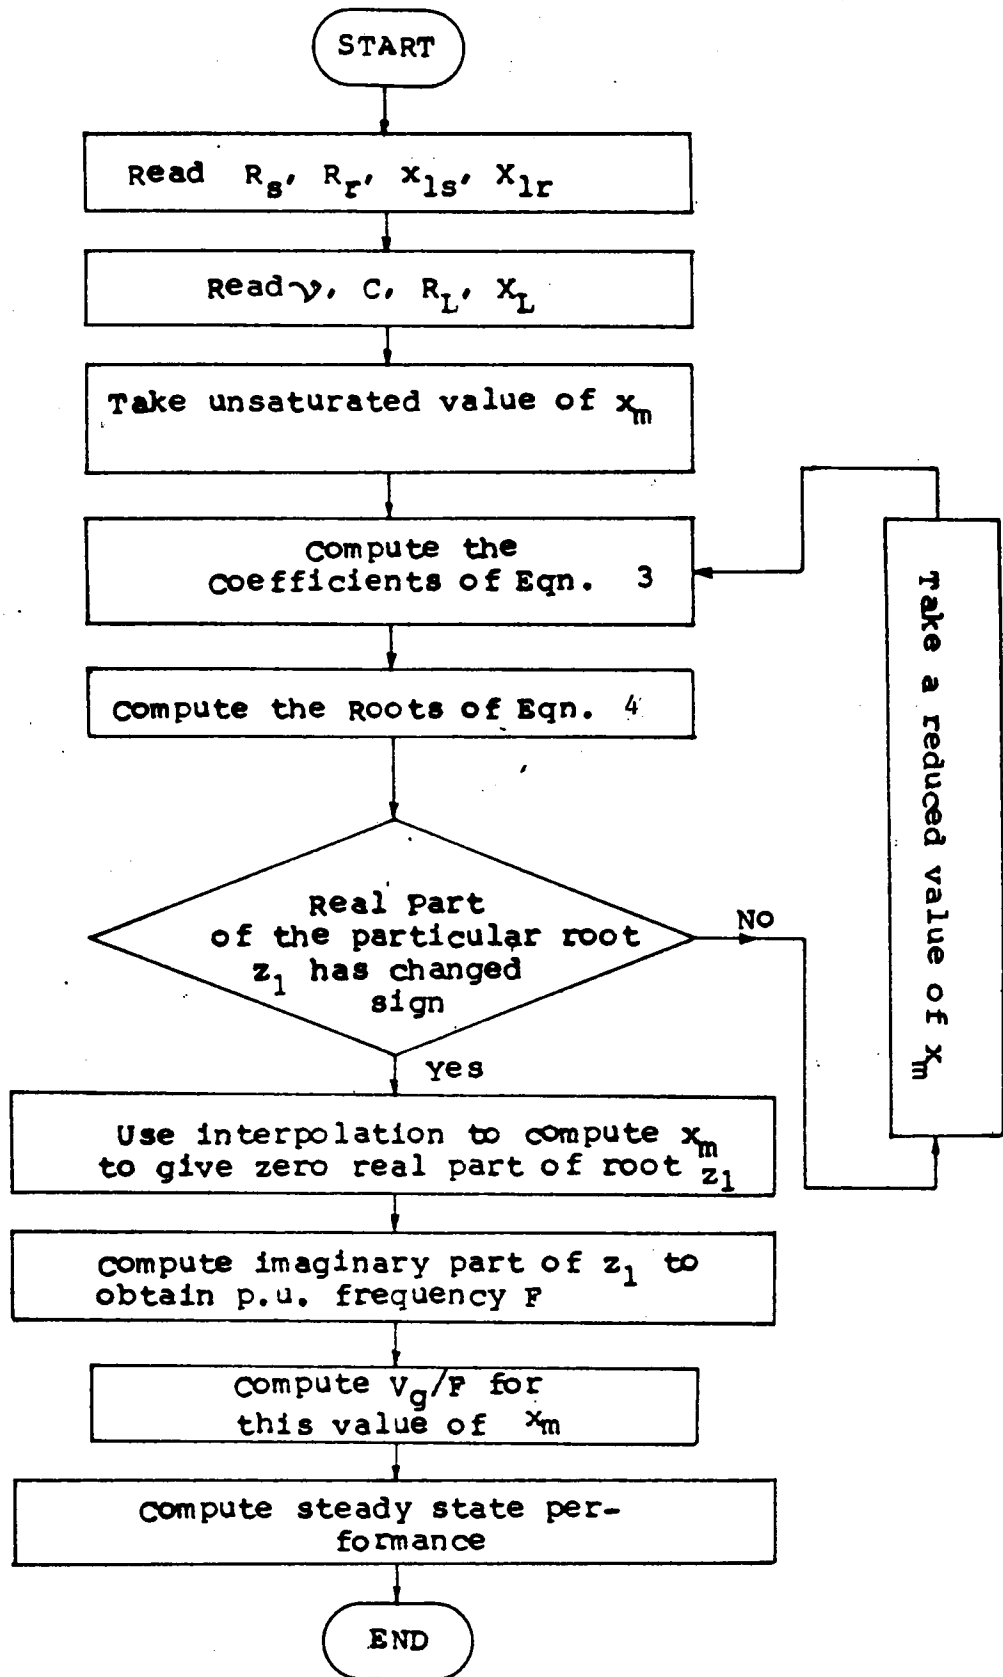 START
Read R_s, R_r, x_ls, X_lr
Read ν, C, R_L, X_L
Take unsaturated value of x_m
Compute the
Coefficients of Eqn. 3
Compute the Roots of Eqn. 4
Real Part
of the particular root
z_1 has changed
sign
NO
Take a reduced value of X_m
Yes
Use interpolation to compute x_m
to give zero real part of root z_1
Compute imaginary part of z_1 to
obtain p.u. frequency F
Compute V_g/F for
this value of x_m
Compute steady state per-
formance
END